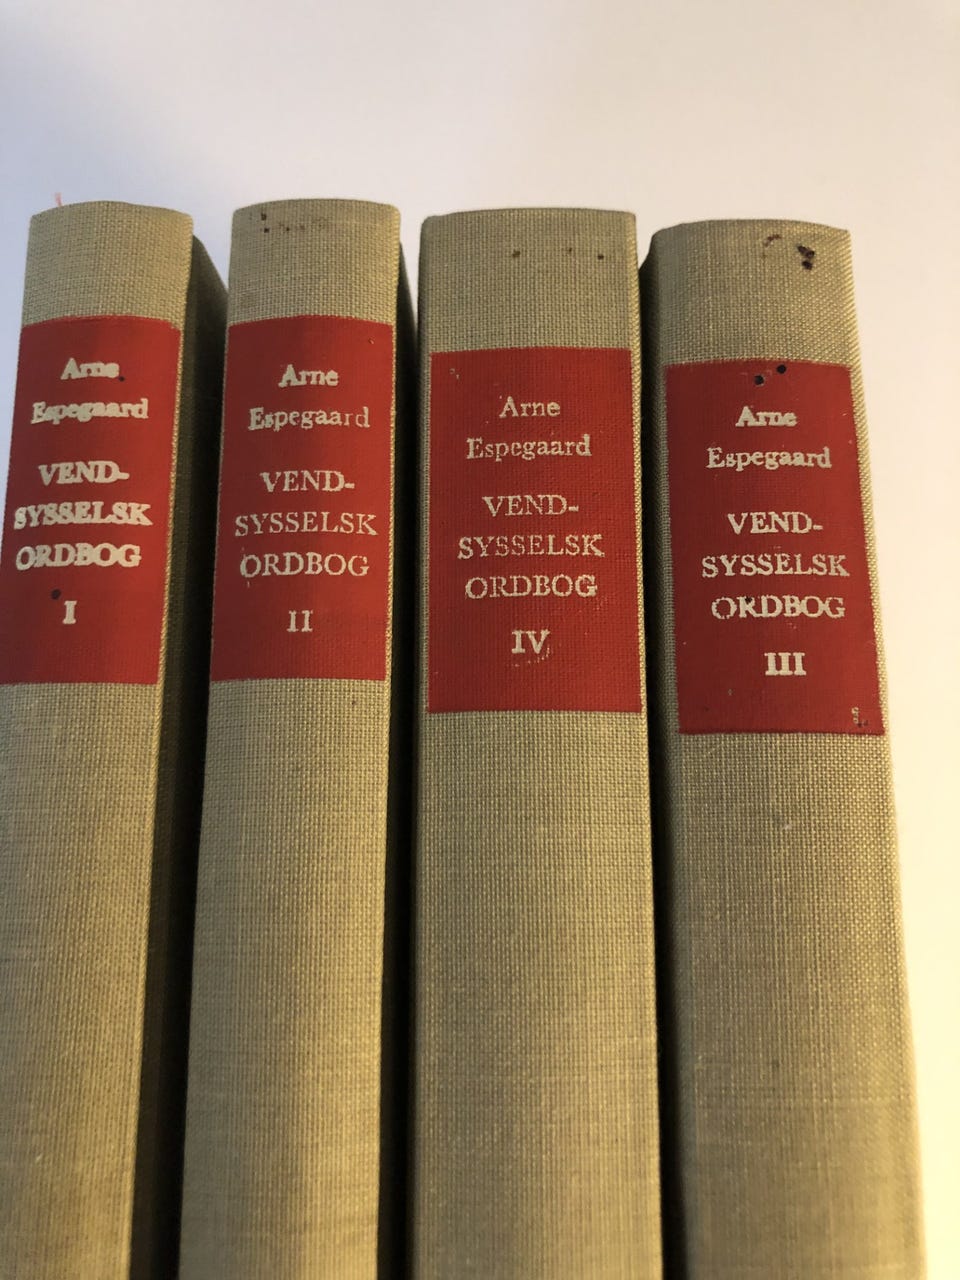 Arne
Espegaard
VEND-
SYSSELSK
ORDBOG
I
Arne
Espegaard
VEND-
SYSSELSK
ORDBOG
II
Arne
Espegaard
VEND-
SYSSELSK
ORDBOG
IV
Arne
Espegaard
VEND-
SYSSELSK
ORDBOG
III